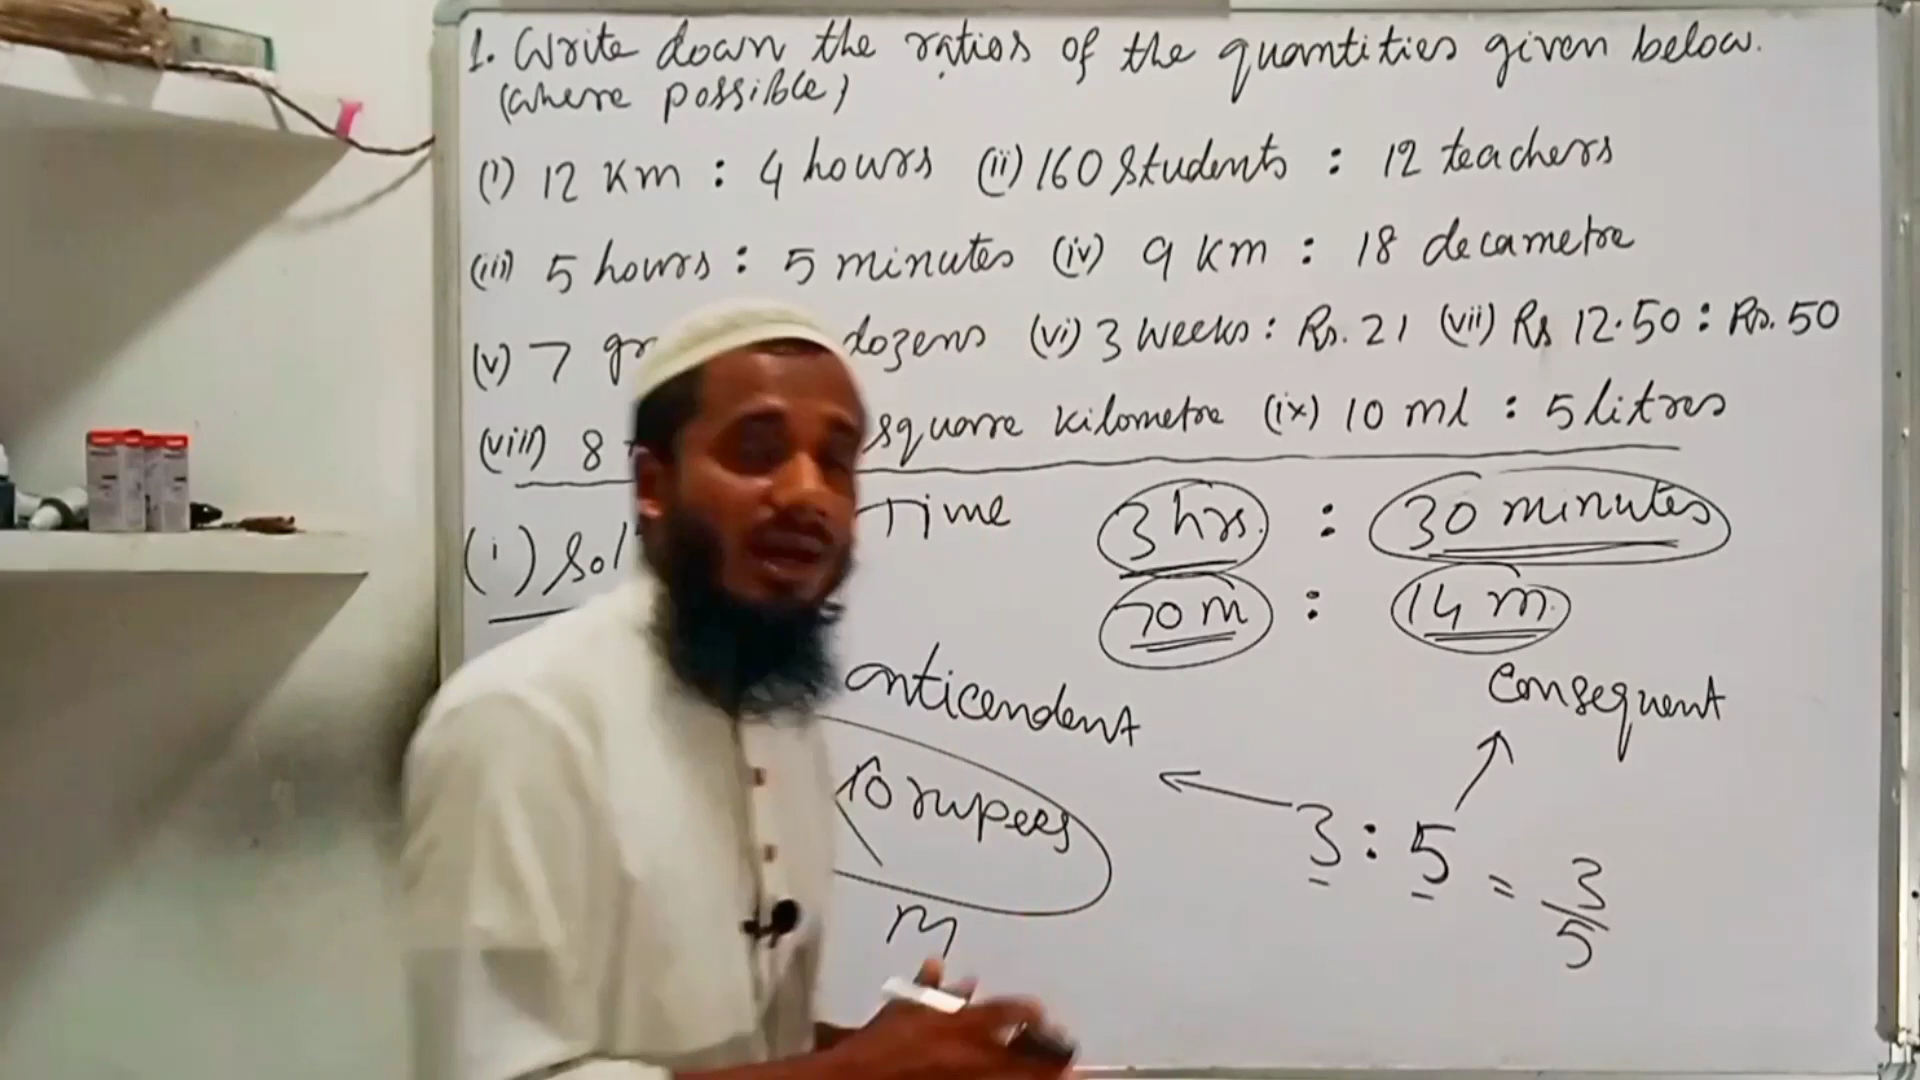 1. Write down the ratios of the quantities given below.
(where possible)
(i) 12 Km : 4 hours (ii) 160 Students : 12 teachers
(iii) 5 hours : 5 minutes (iv) 9 Km : 18 decametre
(v) 7 dozens (vi) 3 weeks : Rs. 21 (vii) Rs 12.50 : Rs. 50
(viii) 8 square kilometre (ix) 10 ml : 5 litres
(i) Sol Time 3 hrs. : 30 minutes
70 m : 14 m.
anticendent consequent
10 rupees 3 : 5 = 3/5
m